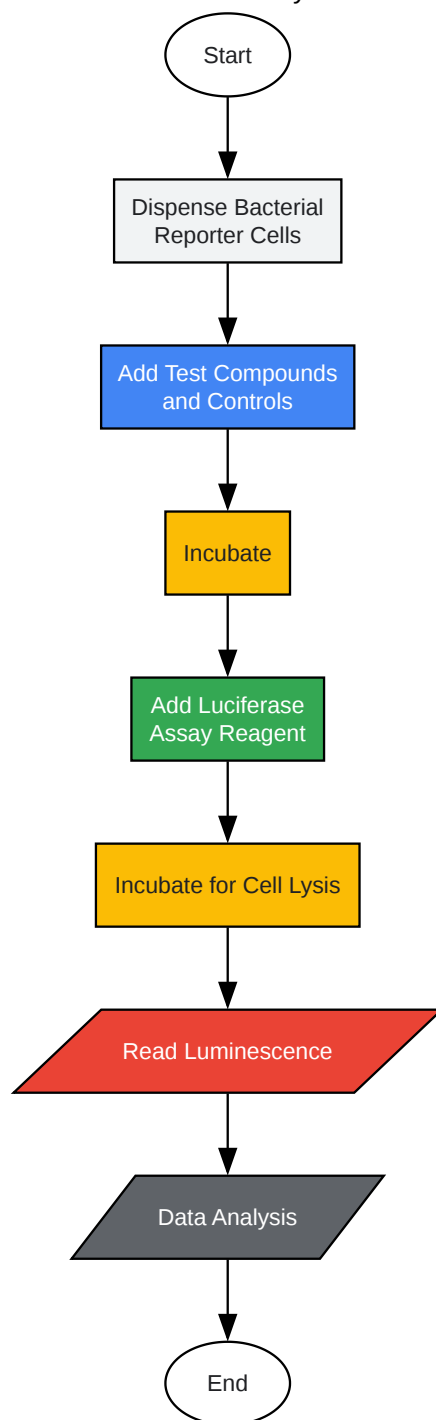 Start
Dispense Bacterial
Reporter Cells
Add Test Compounds
and Controls
Incubate
Add Luciferase
Assay Reagent
Incubate for Cell Lysis
Read Luminescence
Data Analysis
End